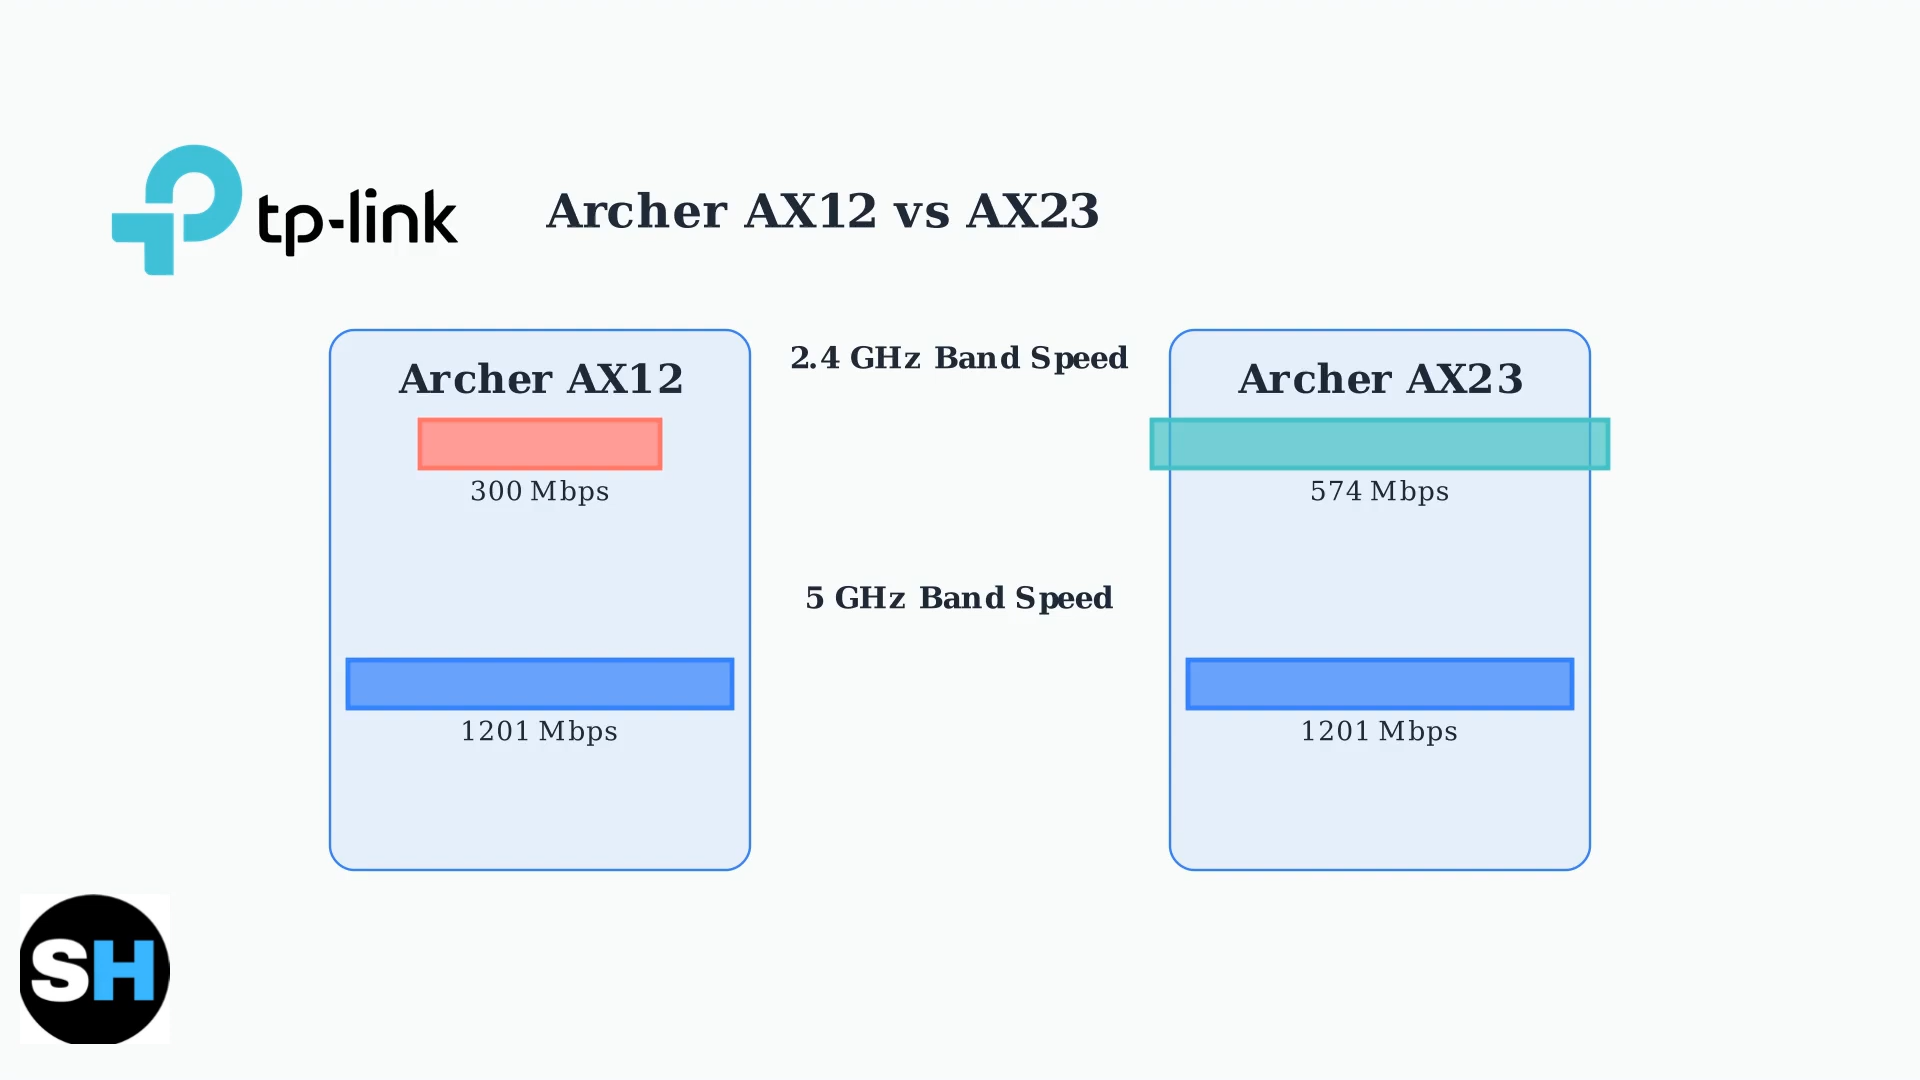 tp-link
Archer AX12 vs AX23
Archer AX12
300 Mbps
1201 Mbps
2.4 GHz Band Speed
5 GHz Band Speed
Archer AX23
574 Mbps
1201 Mbps
SH